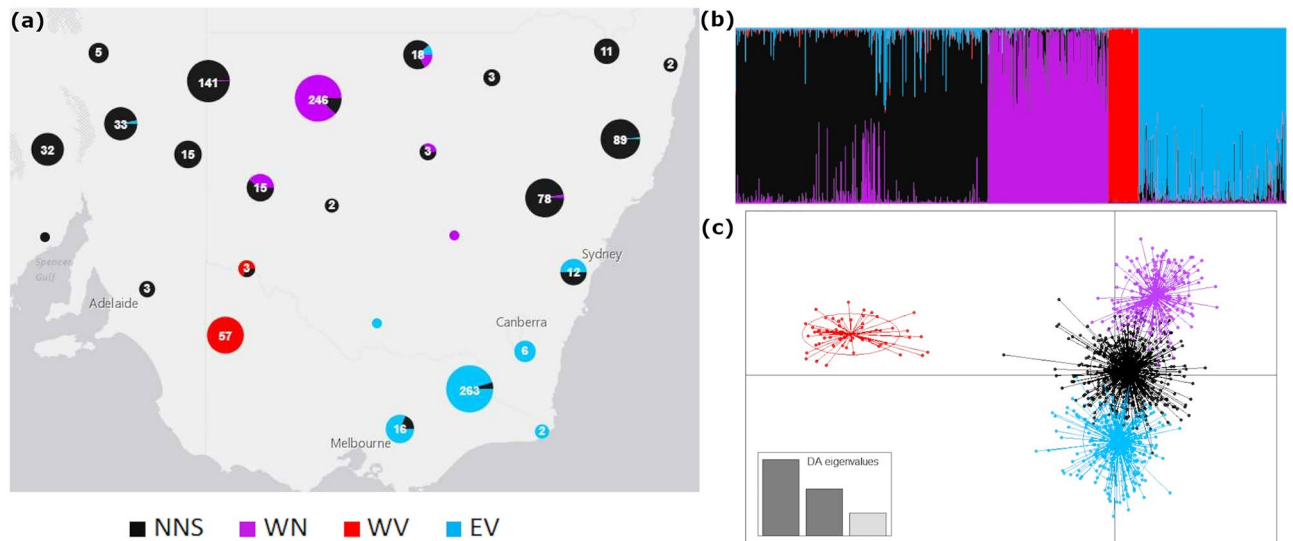 (a)
5
141
246
18
3
11
2
33
32
15
3
89
15
2
78
Spencer
Gulf
3
Sydney
12
3
Adelaide
57
Canberra
6
263
2
16
Melbourne
NNS WN WV EV
(b)
(c)
DA eigenvalues